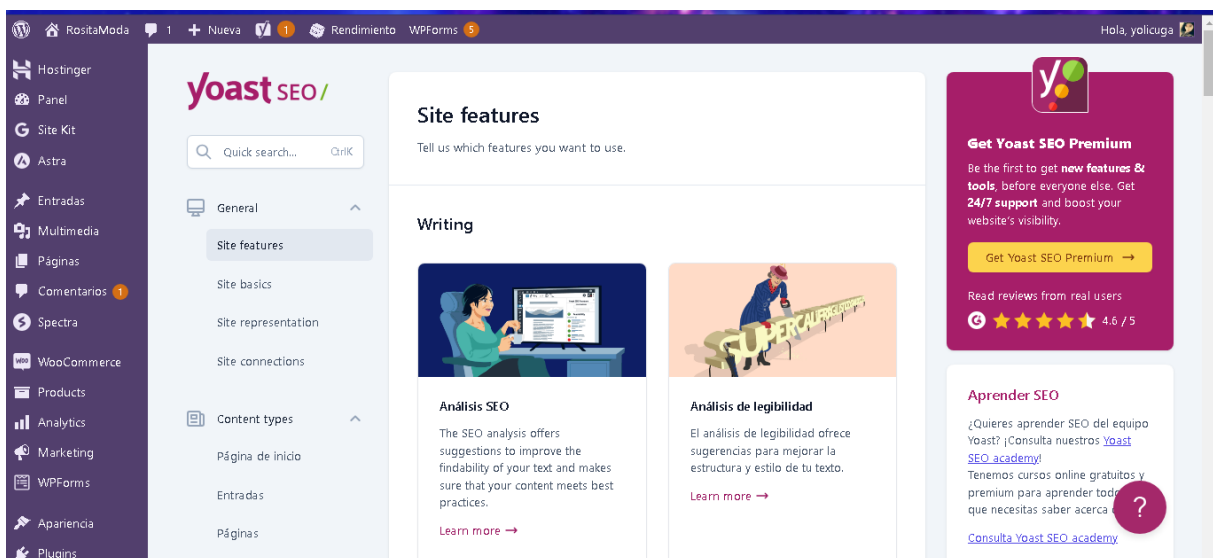 RositaModa 1 + Nueva 1 Rendimiento WPForms 5 Hola, yolicuga
Hostinger
Panel
Site Kit
Astra
Entradas
Multimedia
Páginas
Comentarios 1
Spectra
WooCommerce
Products
Analytics
Marketing
WPForms
Apariencia
Plugins
yoast SEO/
Quick search... CtrlK
General
Site features
Site basics
Site representation
Site connections
Content types
Página de inicio
Entradas
Páginas
Site features
Tell us which features you want to use.
Writing
Análisis SEO
The SEO analysis offers
suggestions to improve the
findability of your text and makes
sure that your content meets best
practices.
Learn more →
SUPERCALIFRAGILISTIC
Análisis de legibilidad
El análisis de legibilidad ofrece
sugerencias para mejorar la
estructura y estilo de tu texto.
Learn more →
Get Yoast SEO Premium
Be the first to get new features &
tools, before everyone else. Get
24/7 support and boost your
website's visibility.
Get Yoast SEO Premium →
Read reviews from real users
4.6 / 5
Aprender SEO
¿Quieres aprender SEO del equipo
Yoast? ¡Consulta nuestros Yoast
SEO academy!
Tenemos cursos online gratuitos y
premium para aprender
que necesitas saber acerca
Consulta Yoast SEO academy
?